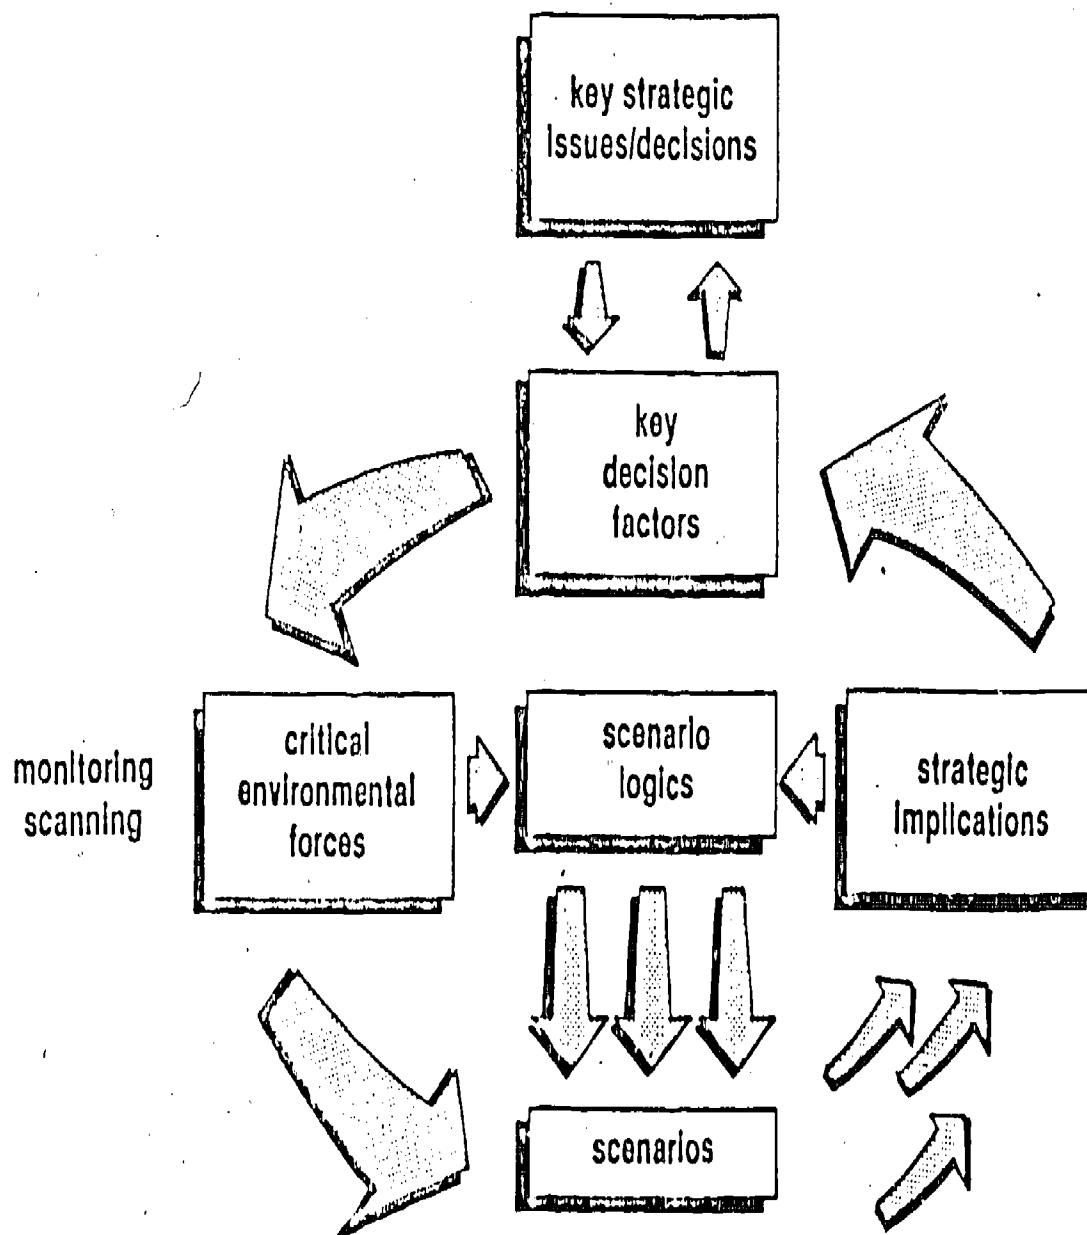 key strategic
issues/decisions
key
decision
factors
monitoring
scanning
critical
environmental
forces
scenario
logics
strategic
implications
scenarios